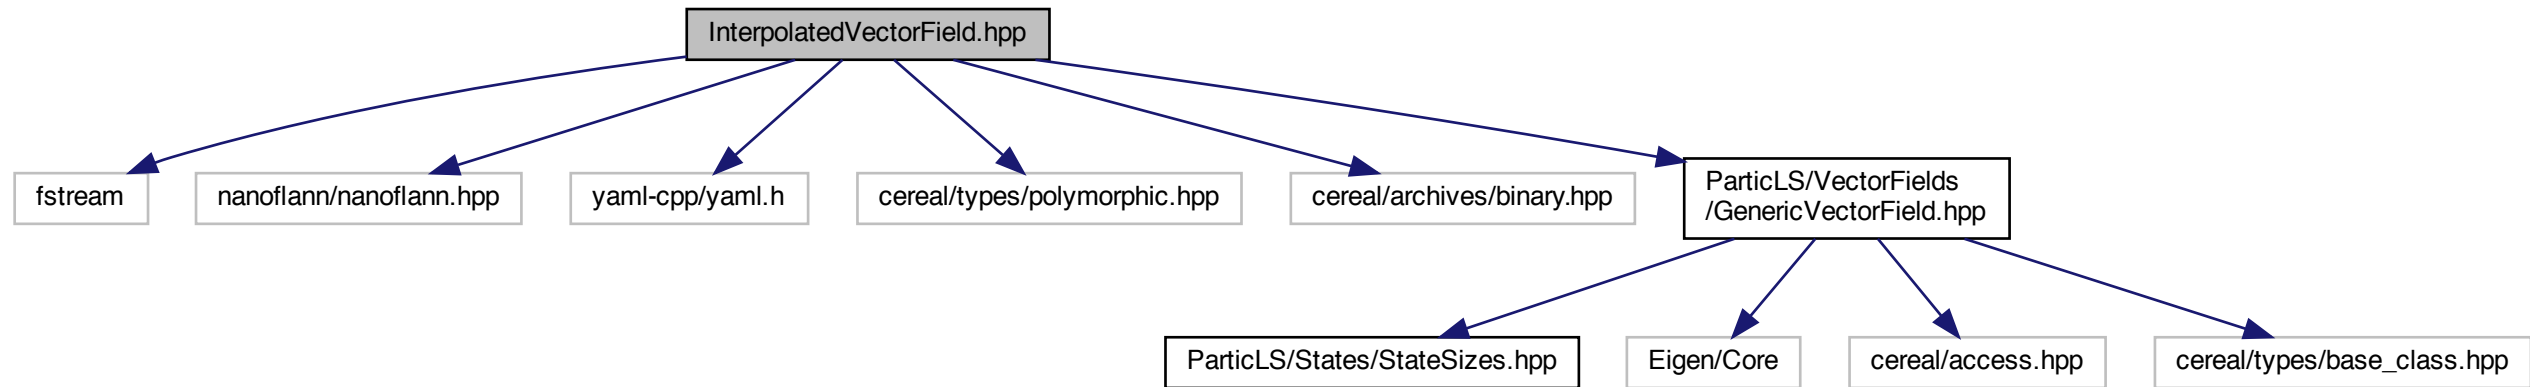 InterpolatedVectorField.hpp
fstream
nanoflann/nanoflann.hpp
yaml-cpp/yaml.h
cereal/types/polymorphic.hpp
cereal/archives/binary.hpp
ParticLS/VectorFields
/GenericVectorField.hpp
ParticLS/States/StateSizes.hpp
Eigen/Core
cereal/access.hpp
cereal/types/base_class.hpp